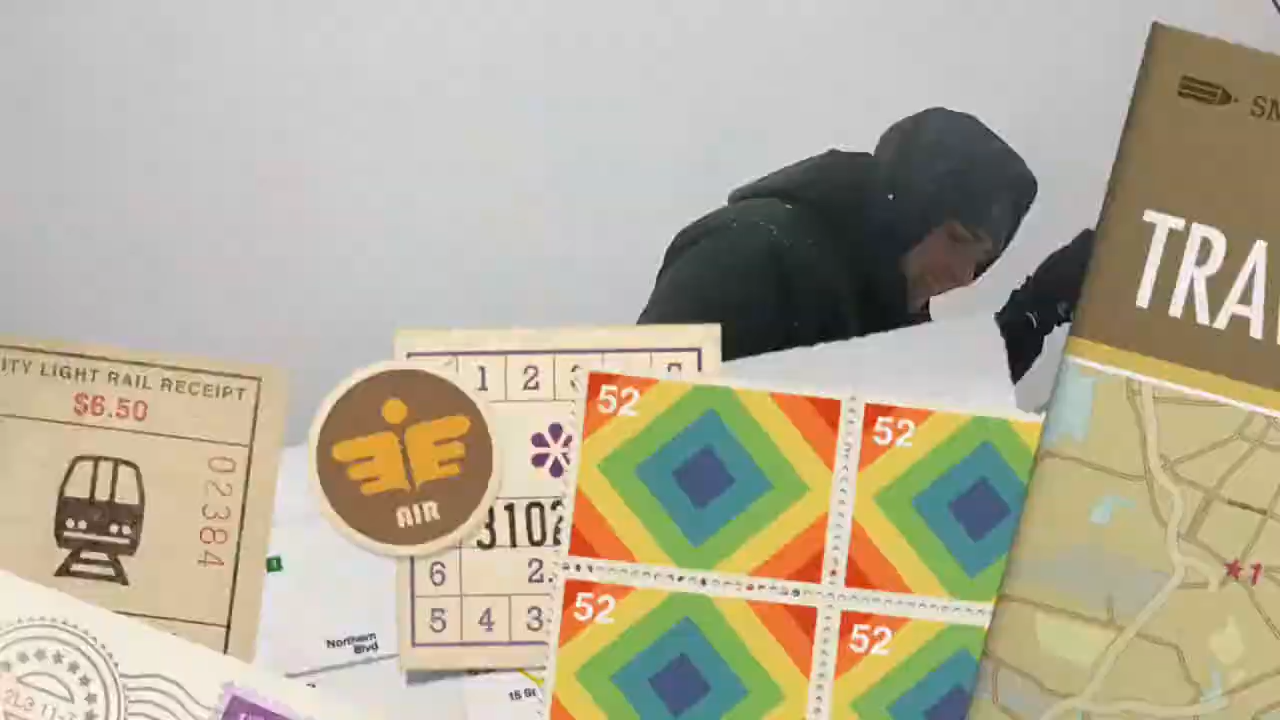 ITY LIGHT RAIL RECEIPT
$6.50
02384
AIR
1 2
3102
6 2.
5 4 3
52
52
52
52
TRA
1
Northern
Blvd